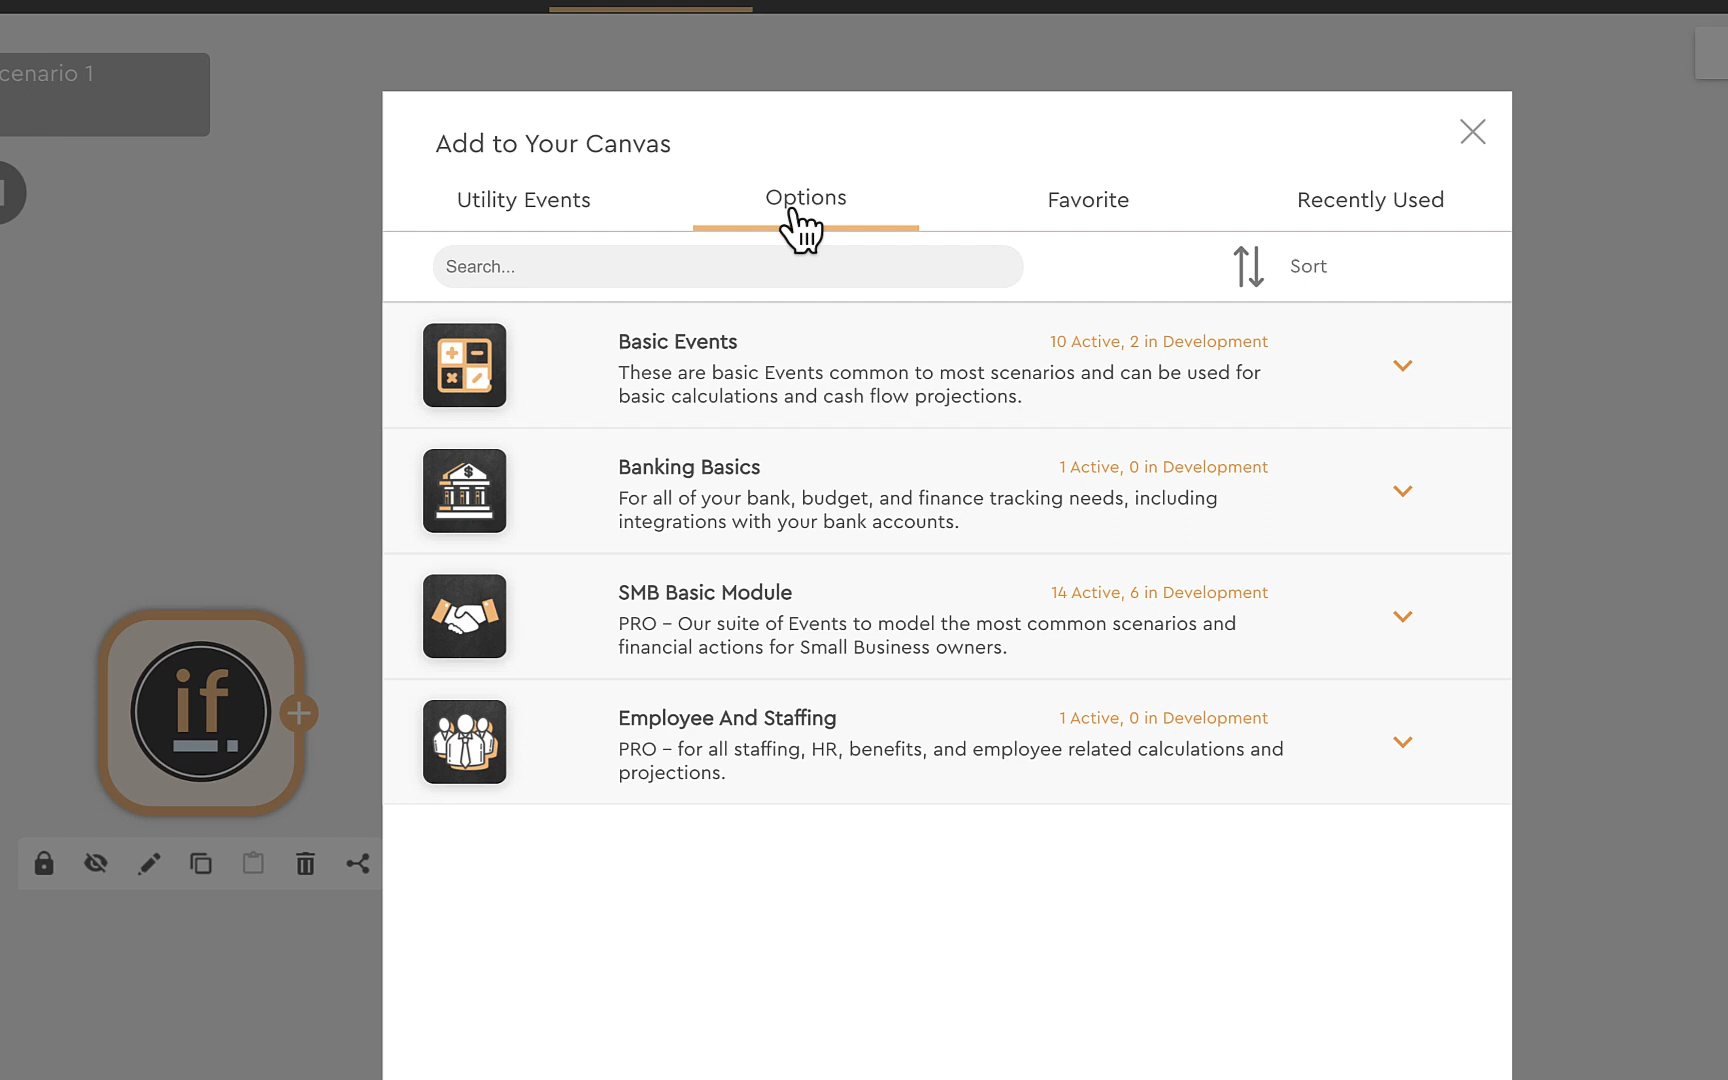 cenario 1
Add to Your Canvas
Utility Events
Options
Favorite
Recently Used
Search...
Sort
Basic Events
10 Active, 2 in Development
These are basic Events common to most scenarios and can be used for
basic calculations and cash flow projections.
Banking Basics
1 Active, 0 in Development
For all of your bank, budget, and finance tracking needs, including
integrations with your bank accounts.
SMB Basic Module
14 Active, 6 in Development
PRO - Our suite of Events to model the most common scenarios and
financial actions for Small Business owners.
Employee And Staffing
1 Active, 0 in Development
PRO - for all staffing, HR, benefits, and employee related calculations and
projections.
if